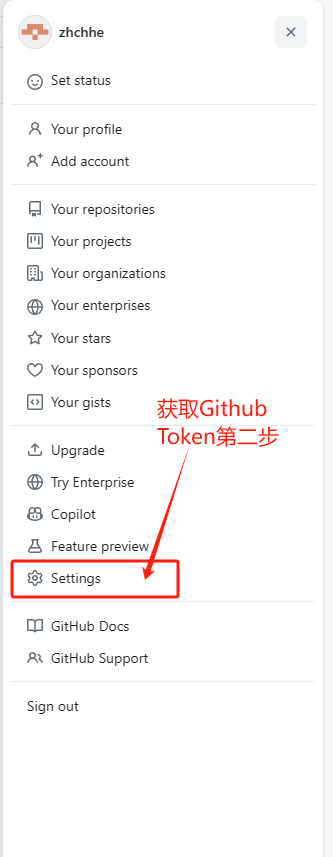 zhchhe
Set status
Your profile
Add account
Your repositories
Your projects
Your organizations
Your enterprises
Your stars
Your sponsors
Your gists
获取Github
Token第二步
Upgrade
Try Enterprise
Copilot
Feature preview
Settings
GitHub Docs
GitHub Support
Sign out